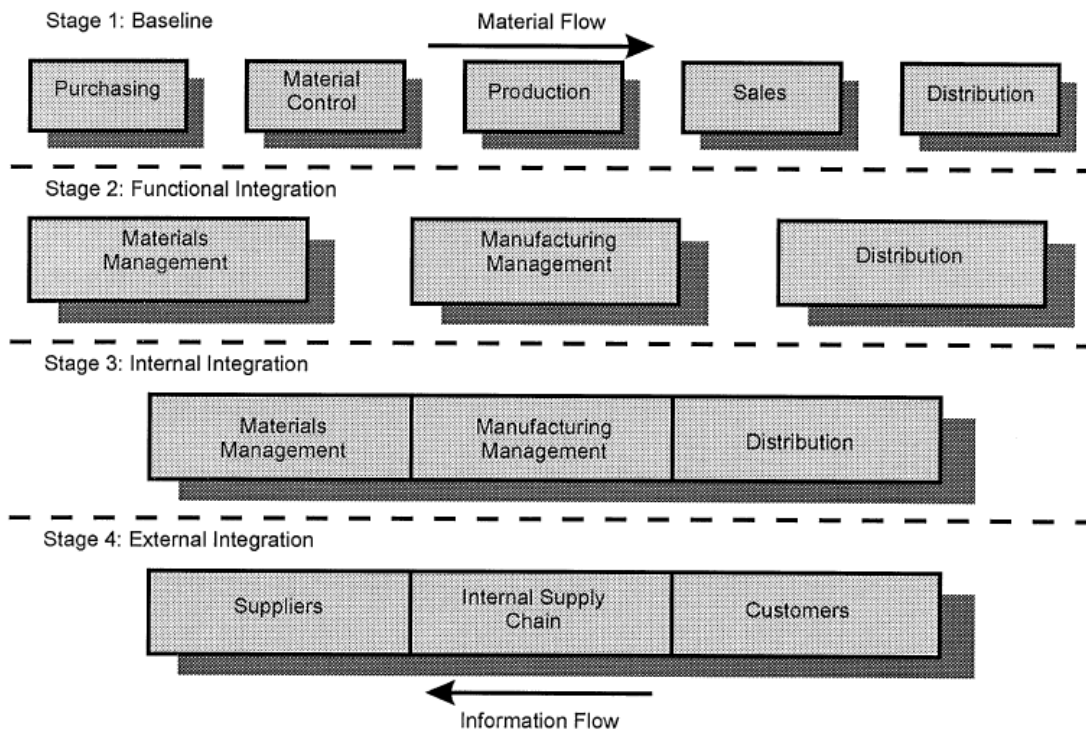 Stage 1: Baseline
Material Flow
Purchasing
Material
Control
Production
Sales
Distribution
Stage 2: Functional Integration
Materials
Management
Manufacturing
Management
Distribution
Stage 3: Internal Integration
Materials
Management
Manufacturing
Management
Distribution
Stage 4: External Integration
Suppliers
Internal Supply
Chain
Customers
Information Flow